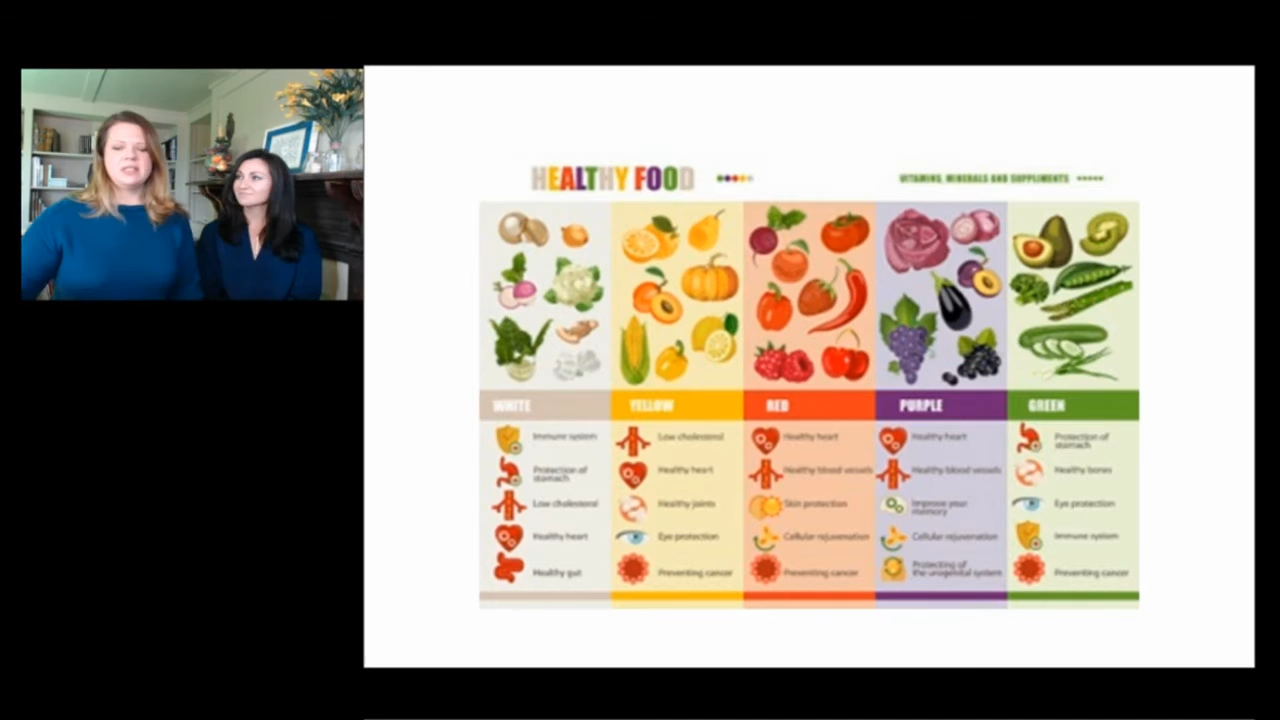 HEALTHY FOOD
VITAMINS, MINERALS AND SUPPLIMENTS
WHITE
Immune system
Protection of
stomach
Low cholesterol
Healthy heart
Healthy gut
YELLOW
Low cholesterol
Healthy heart
Healthy joints
Eye protection
Preventing cancer
RED
Healthy heart
Healthy blood vessels
Skin protection
Cellular rejuvenation
Preventing cancer
PURPLE
Healthy heart
Healthy blood vessels
Improve your
memory
Cellular rejuvenation
Protecting of
the urogenital system
GREEN
Protection of
stomach
Healthy bones
Eye protection
Immune system
Preventing cancer